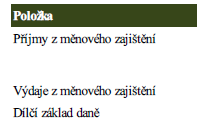 Položka
Příjmy z měnového zajištění
Výdaje z měnového zajištění
Dílčí základ daně